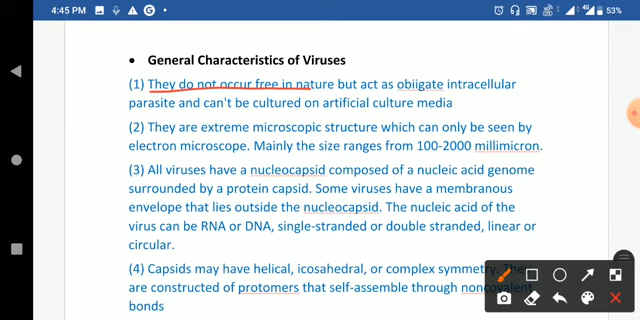 4:45 PM
4G
53%
• General Characteristics of Viruses
(1) They do not occur free in nature but act as obiigate intracellular
parasite and can't be cultured on artificial culture media
(2) They are extreme microscopic structure which can only be seen by
electron microscope. Mainly the size ranges from 100-2000 millimicron.
(3) All viruses have a nucleocapsid composed of a nucleic acid genome
surrounded by a protein capsid. Some viruses have a membranous
envelope that lies outside the nucleocapsid. The nucleic acid of the
virus can be RNA or DNA, single-stranded or double stranded, linear or
circular.
(4) Capsids may have helical, icosahedral, or complex symmetry. They
are constructed of protomers that self-assemble through noncovalent
bonds